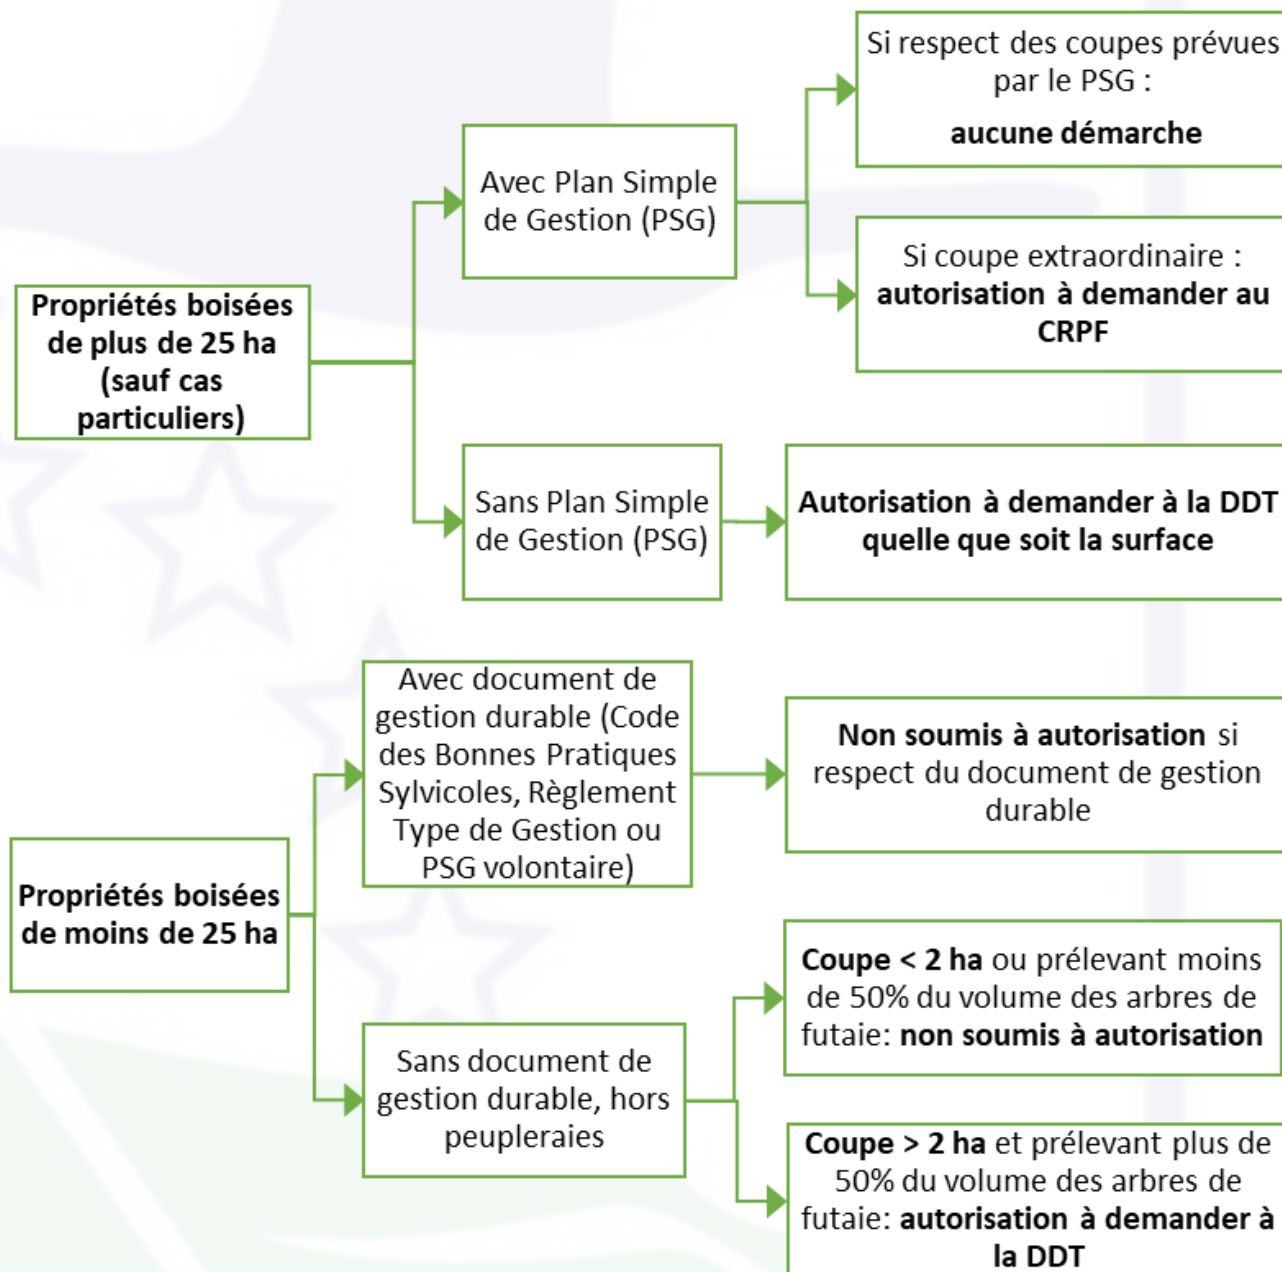 Propriétés boisées
de plus de 25 ha
(sauf cas
particuliers)
Avec Plan Simple
de Gestion (PSG)
Si respect des coupes prévues
par le PSG :
aucune démarche
Si coupe extraordinaire :
autorisation à demander au
CRPF
Sans Plan Simple
de Gestion (PSG)
Autorisation à demander à la DDT
quelle que soit la surface
Propriétés boisées
de moins de 25 ha
Avec document de
gestion durable (Code
des Bonnes Pratiques
Sylvicoles, Règlement
Type de Gestion ou
PSG volontaire)
Non soumis à autorisation si
respect du document de gestion
durable
Sans document de
gestion durable, hors
peupleraies
Coupe < 2 ha ou prélevant moins
de 50% du volume des arbres de
futaie: non soumis à autorisation
Coupe > 2 ha et prélevant plus de
50% du volume des arbres de
futaie: autorisation à demander à
la DDT